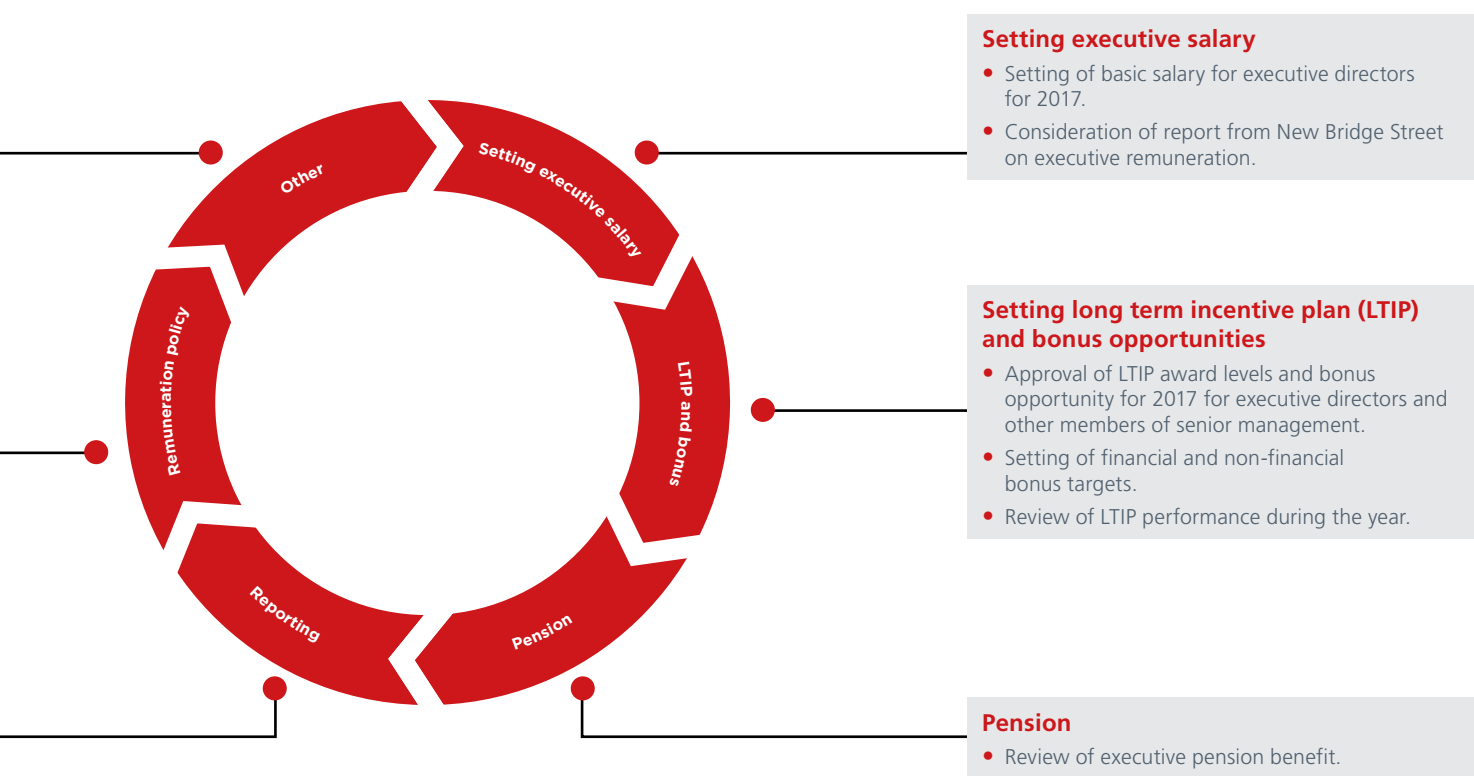 Other
Setting executive salary
LTIP and bonus
Pension
Reporting
Remuneration policy
Setting executive salary
• Setting of basic salary for executive directors
for 2017.
• Consideration of report from New Bridge Street
on executive remuneration.
Setting long term incentive plan (LTIP)
and bonus opportunities
• Approval of LTIP award levels and bonus
opportunity for 2017 for executive directors and
other members of senior management.
• Setting of financial and non-financial
bonus targets.
• Review of LTIP performance during the year.
Pension
• Review of executive pension benefit.